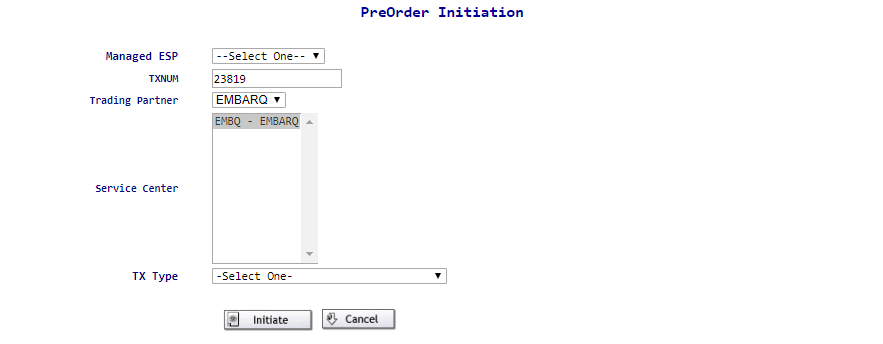 PreOrder Initiation
Managed ESP --Select One--
TXNUM 23819
Trading Partner EMBARQ
EMBQ - EMBARQ
Service Center
TX Type -Select One-
Initiate Cancel